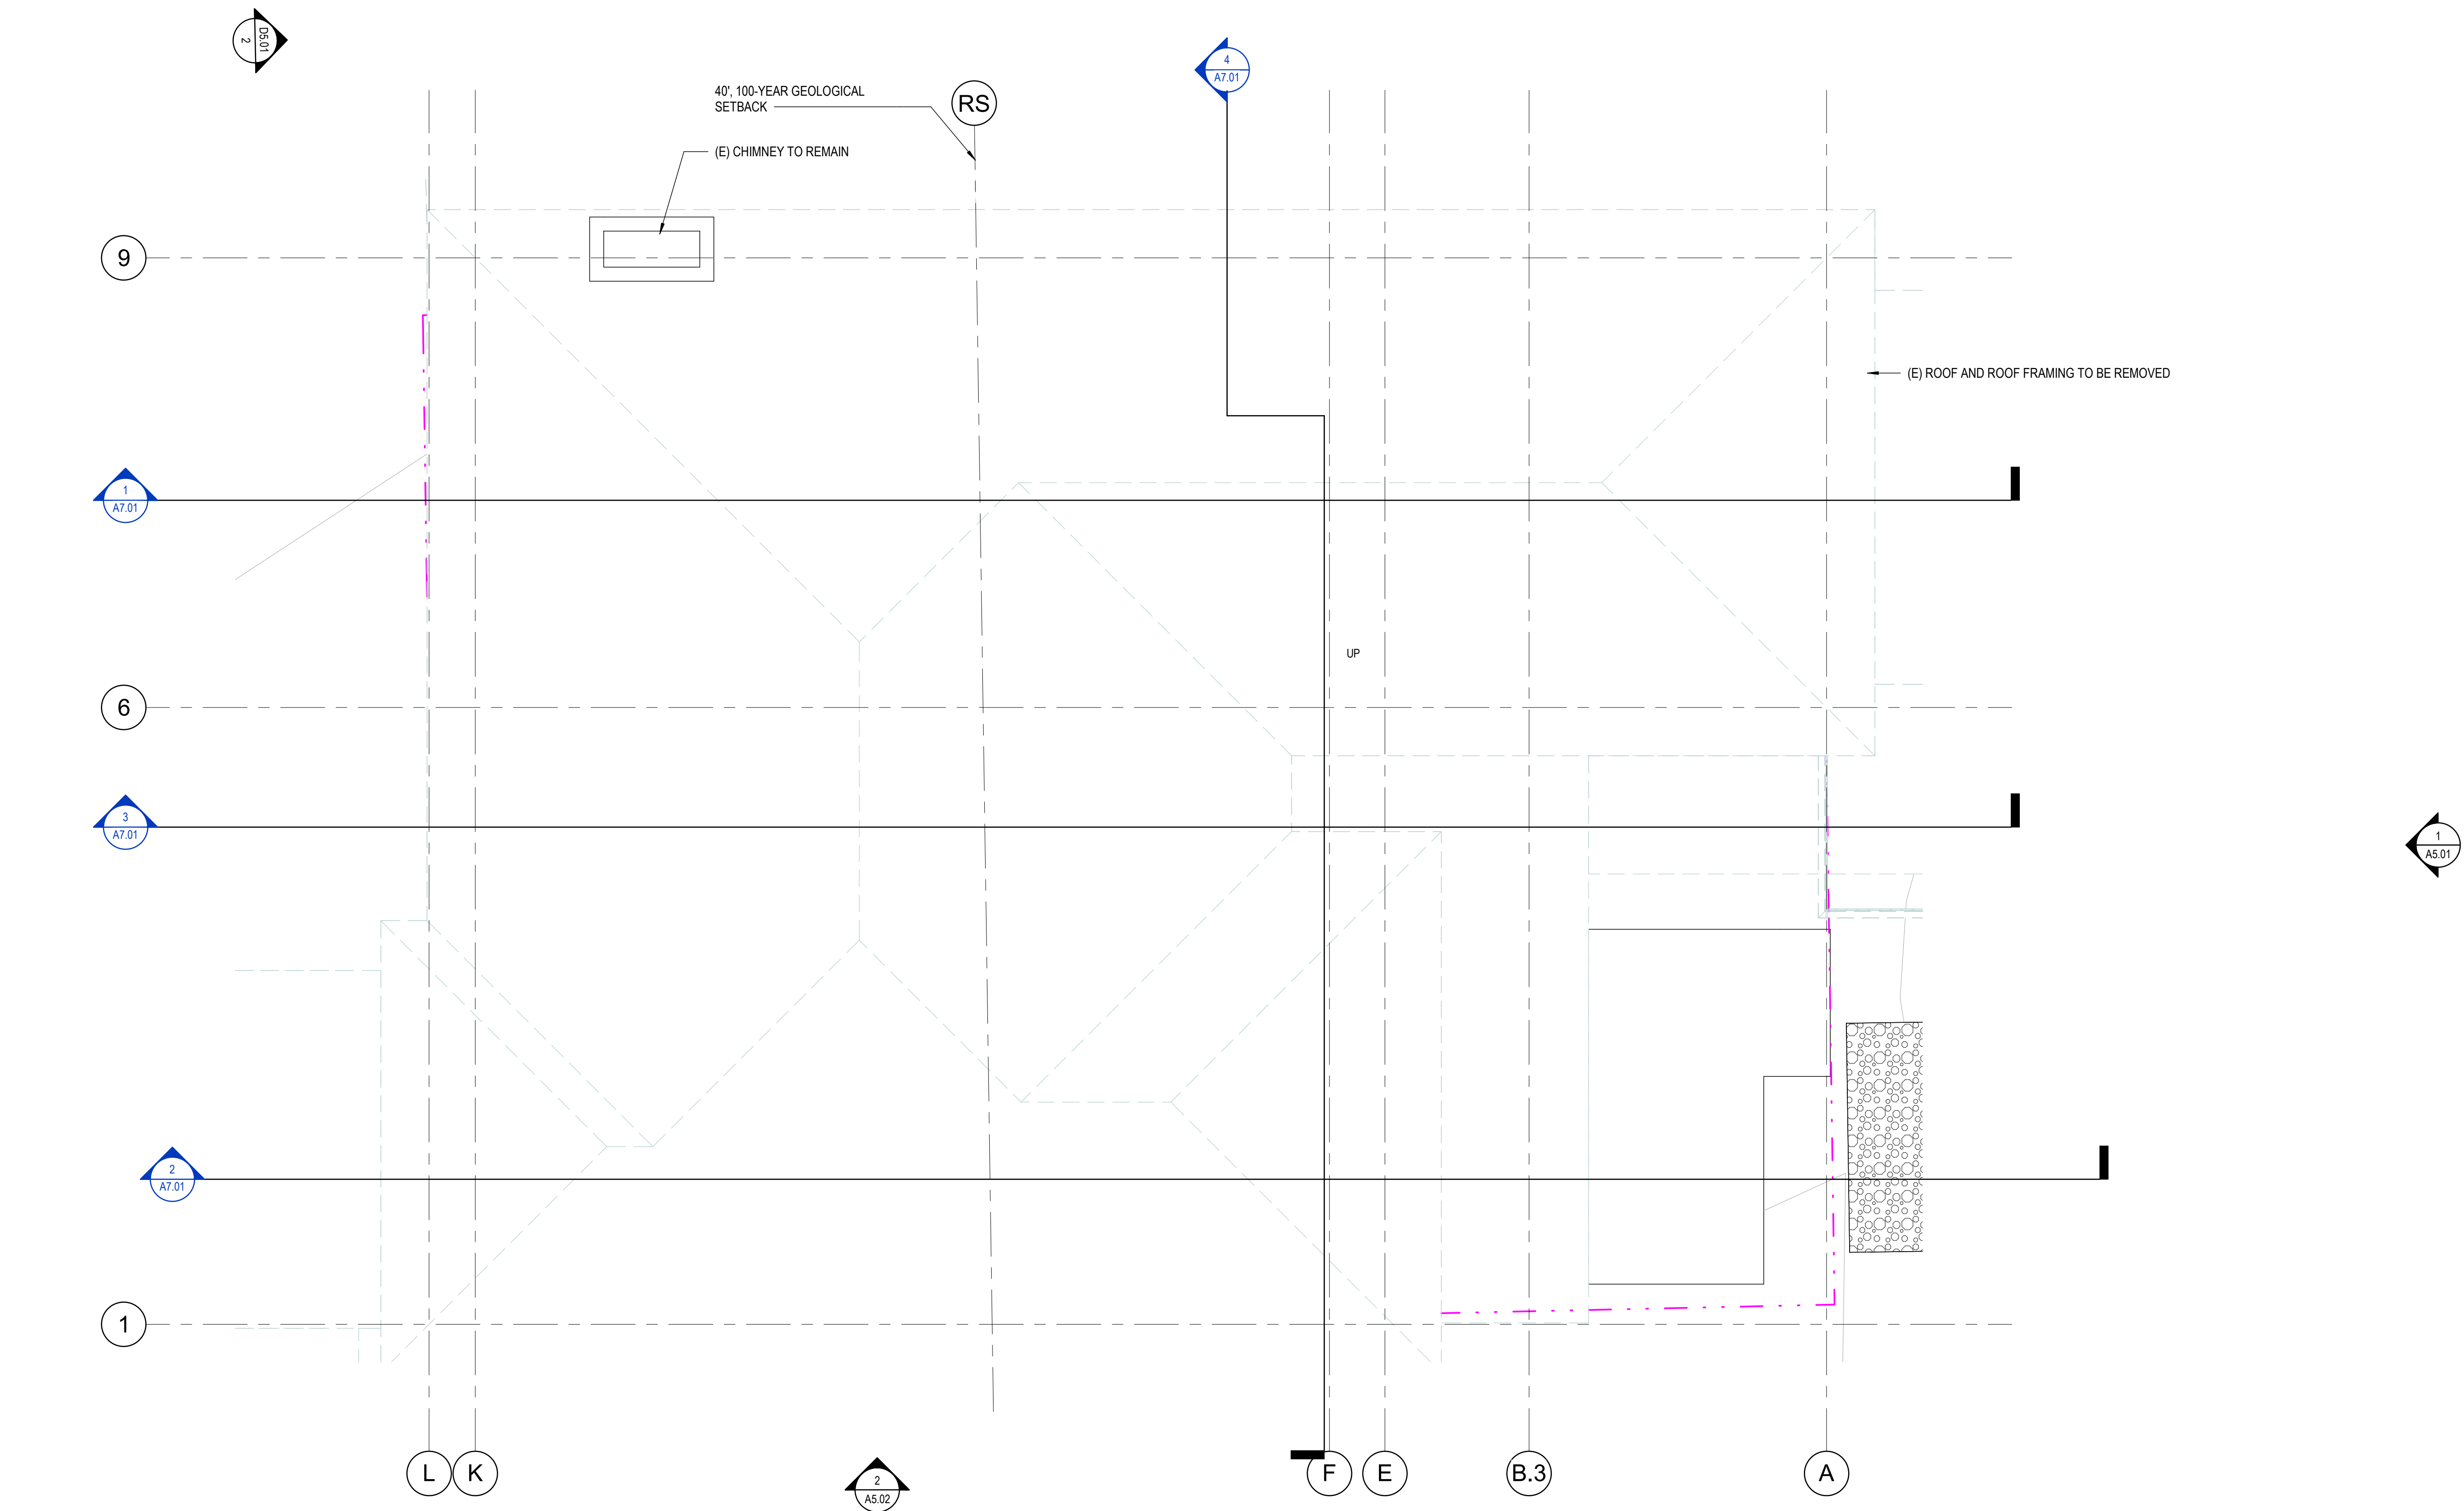 D5.01
2
4
A7.01
40', 100-YEAR GEOLOGICAL
SETBACK
RS
(E) CHIMNEY TO REMAIN
9
(E) ROOF AND ROOF FRAMING TO BE REMOVED
1
A7.01
UP
6
3
A7.01
1
A5.01
2
A7.01
1
L
K
F
E
B.3
A
2
A5.02